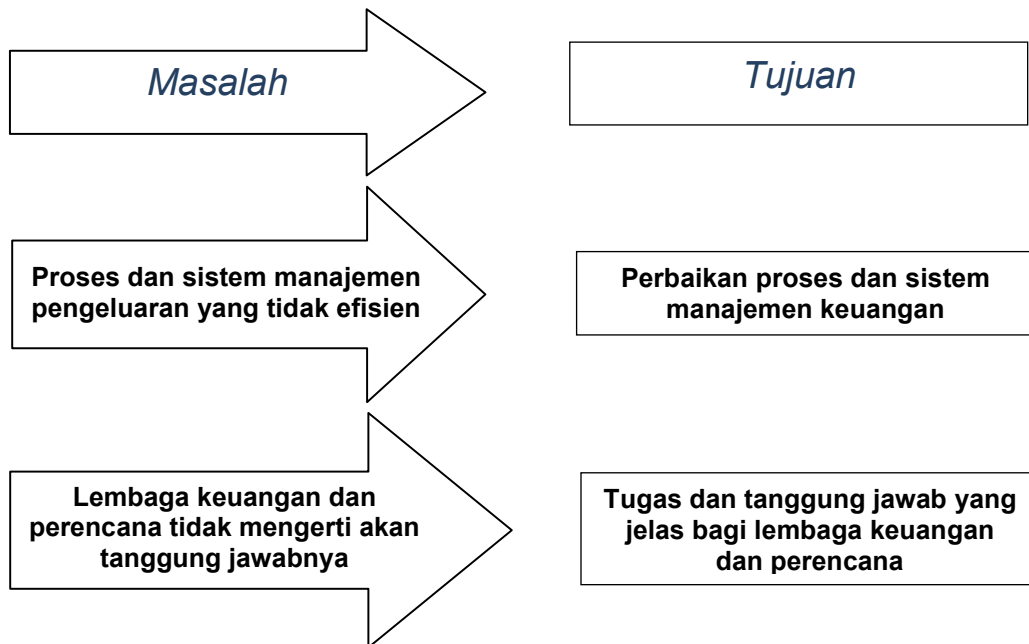 Masalah
Tujuan
Proses dan sistem manajemen
pengeluaran yang tidak efisien
Perbaikan proses dan sistem
manajemen keuangan
Lembaga keuangan dan
perencana tidak mengerti akan
tanggung jawabnya
Tugas dan tanggung jawab yang
jelas bagi lembaga keuangan
dan perencana